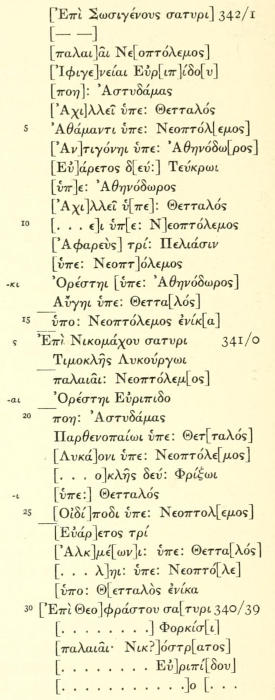 [Ἐπὶ Σωσιγένους σατυρι] 342/1
[— —]
[παλαι]ᾶι Νε[οπτόλεμος]
[Ἰφιγε]νείαι Εὐρ[ιπ]ίδο[υ]
[ποη]: Ἀστυδάμας
[Ἀχι]λλεῖ ὑπε: Θετταλός
5 Ἀθάμαντι ὑπε: Νεοπτόλ[εμος]
[Ἀν]τιγόνηι ὑπε: Ἀθηνόδω[ρος]
[Εὐ]άρετος δ[εύ:] Τεύκρωι
[ὑπ]ε: Ἀθηνόδωρος
[Ἀχι]λλεῖ ὑ[πε]: Θετταλός
10 [. . . ε]ι ὑπ[ε: Ν]εοπτόλεμος
[Ἀφαρεὺς] τρί: Πελιάσιν
[ὑπε: Νεοπτ]όλεμος
-κι Ὀρέστηι [ὑπε: Ἀθηνόδωρος]
Αὔγηι ὑπε: Θεττα[λός]
15 ὑπο: Νεοπτόλεμος ἐνίκ[α]
ς Ἐπὶ Νικομάχου σατυρι 341/0
Τιμοκλῆς Λυκούργωι
παλαιᾶι: Νεοπτόλεμ[ος]
-αι Ὀρέστηι Εὐριπιδο
20 ποη: Ἀστυδάμας
Παρθενοπαίωι ὑπε: Θετ[ταλός]
[Λυκά]ονι ὑπε: Νεοπτόλε[μος]
[. . . ο]κλῆς δεύ: Φρίξωι
-ι [ὑπε:] Θετταλός
25 [Οἰδί]ποδι ὑπε: Νεοπτολ[εμος]
[Εὐάρ]ετος τρί
[Ἀλκ]μέ[ων]ι: ὑπε: Θεττα[λός]
[. . . λ]ηι: ὑπε: Νεοπτό[λε]
[ὑπο: Θ]ετταλὸς ἐνίκα
30 [Ἐπὶ Θεο]φράστου σα[τυρι 340/39
[. . . . . . . . .] Φορκίσ[ι]
[παλαιᾶι· Νικ?]όστρ[ατος]
[. . . . . . . . Εὐ]ριπί[δου]
[. . . . . . . . . . .]ο [. . .